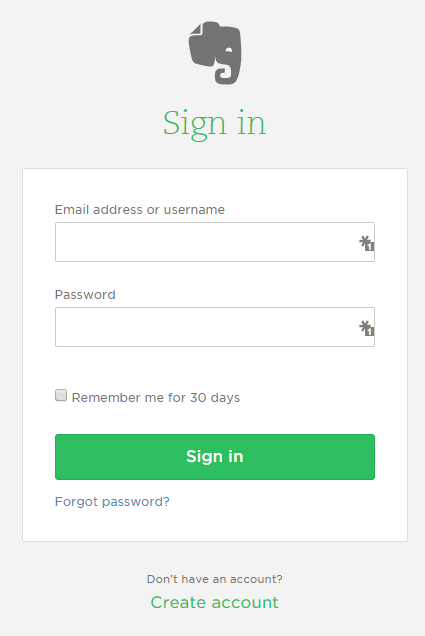 Sign in
Email address or username
Password
Remember me for 30 days
Sign in
Forgot password?
Don't have an account?
Create account